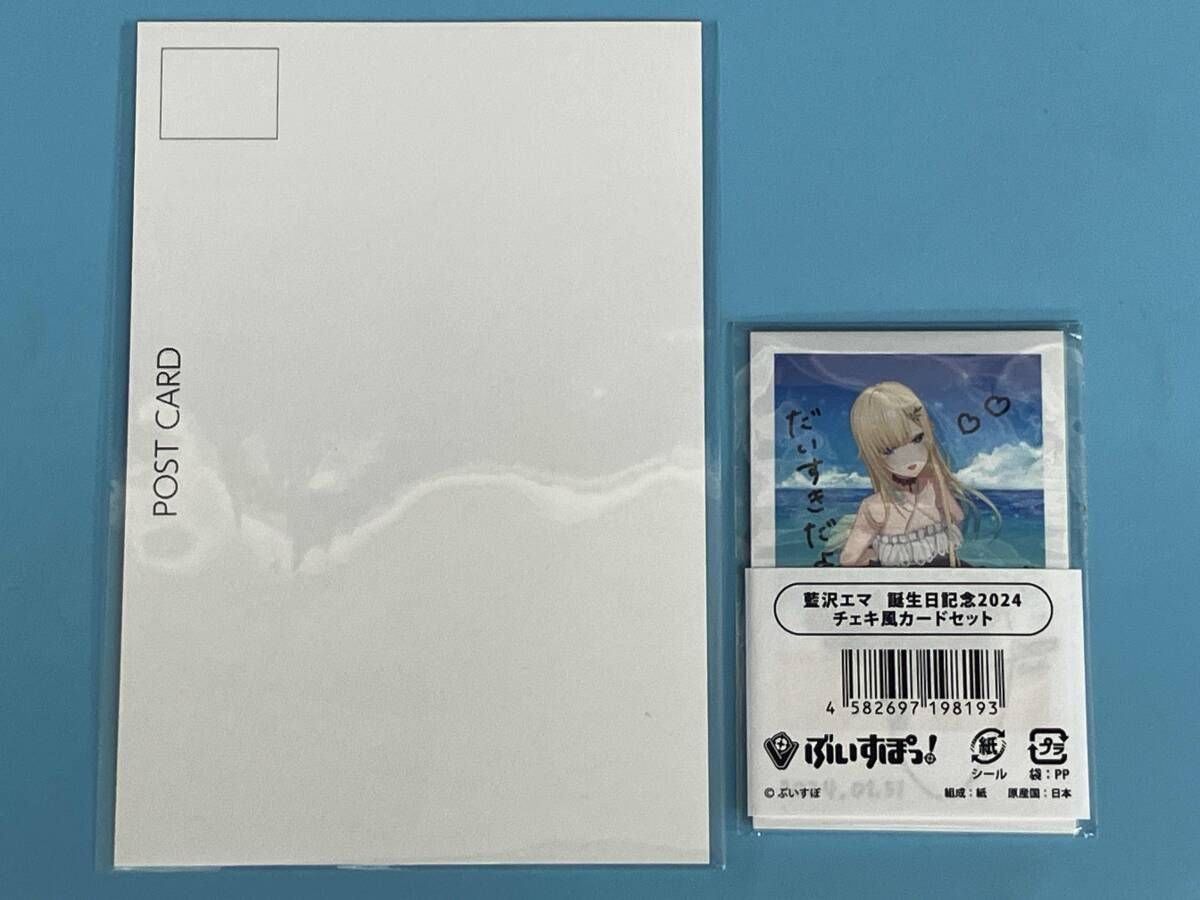 POST CARD
だいすきだよ
藍沢エマ 誕生日記念2024
チェキ風カードセット
4 582697 198193
ぶいすぽっ!
紙
プラ
シール
袋:PP
© ぶいすぽ
組成:紙
原産国:日本